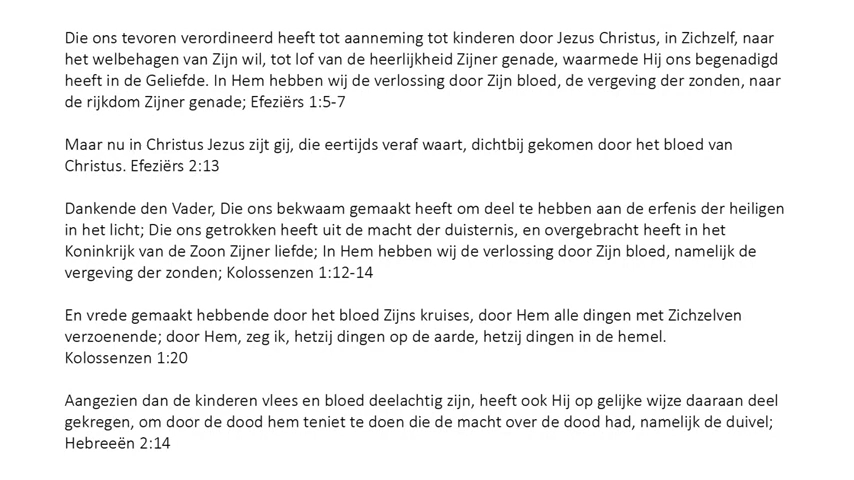 Die ons tevoren verordineerd heeft tot aanneming tot kinderen door Jezus Christus, in Zichzelf, naar
het welbehagen van Zijn wil, tot lof van de heerlijkheid Zijner genade, waarmede Hij ons begenadigd
heeft in de Geliefde. In Hem hebben wij de verlossing door Zijn bloed, de vergeving der zonden, naar
de rijkdom Zijner genade; Efeziërs 1:5-7
Maar nu in Christus Jezus zijt gij, die eertijds veraf waart, dichtbij gekomen door het bloed van
Christus. Efeziërs 2:13
Dankende den Vader, Die ons bekwaam gemaakt heeft om deel te hebben aan de erfenis der heiligen
in het licht; Die ons getrokken heeft uit de macht der duisternis, en overgebracht heeft in het
Koninkrijk van de Zoon Zijner liefde; In Hem hebben wij de verlossing door Zijn bloed, namelijk de
vergeving der zonden; Kolossenzen 1:12-14
En vrede gemaakt hebbende door het bloed Zijns kruises, door Hem alle dingen met Zichzelven
verzoenende; door Hem, zeg ik, hetzij dingen op de aarde, hetzij dingen in de hemel.
Kolossenzen 1:20
Aangezien dan de kinderen vlees en bloed deelachtig zijn, heeft ook Hij op gelijke wijze daaraan deel
gekregen, om door de dood hem teniet te doen die de macht over de dood had, namelijk de duivel;
Hebreeën 2:14